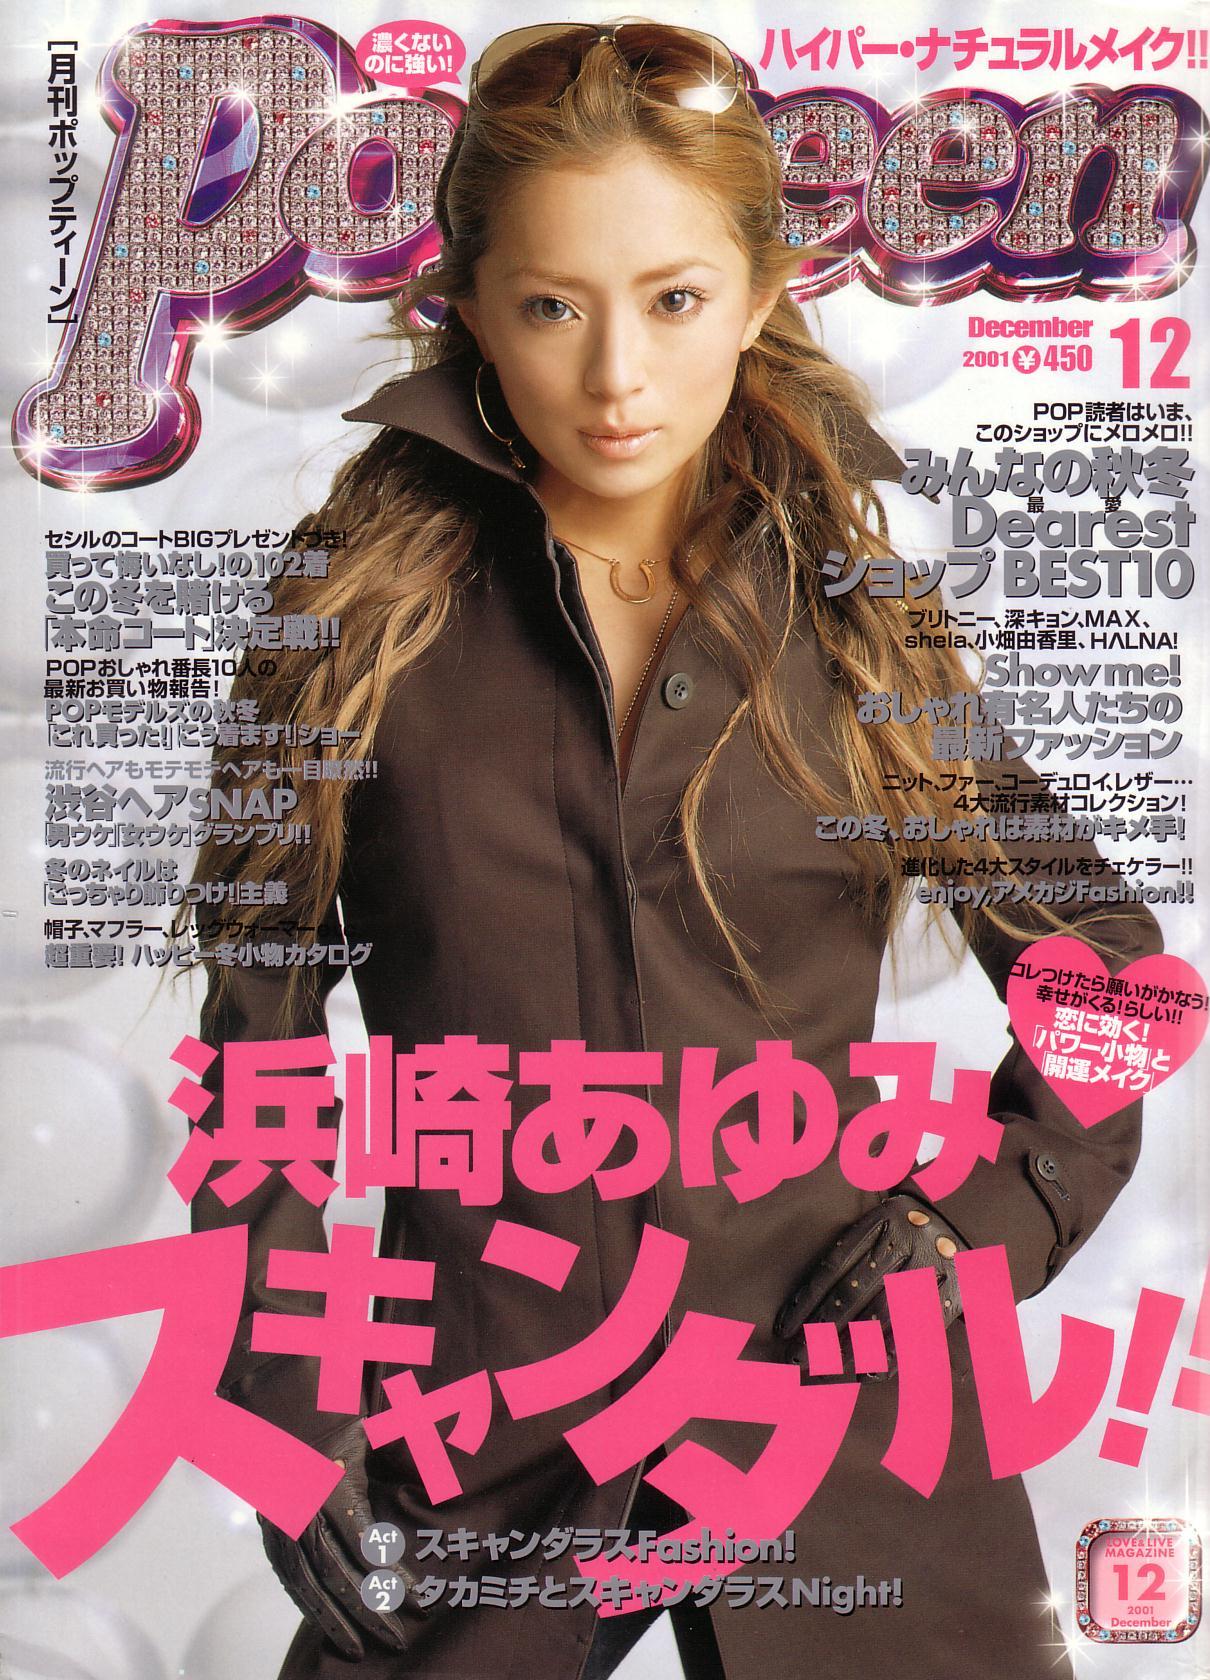 [月刊ポップティーン]
濃くない
のに強い!
ハイパー・ナチュラルメイク!!
Popteen
December
2001 ¥450
12
POP読者はいま、
このショップにメロメロ!!
みんなの秋冬
最愛
Dearest
ショップ BEST10
ブリトニー、深キョン、MAX、
shela、小畑由香里、HΛLNA!
Show me!
おしゃれ有名人たちの
最新ファッション
ニット、ファー、コーデュロイ、レザー…
4大流行素材コレクション!
この冬、おしゃれは素材がキメ手!
進化した4大スタイルをチェケラー!!
enjoy,アメカジFashion!!
セシルのコートBIGプレゼントつき!
買って悔いなし!の102着
この冬を賭ける
「本命コート」決定戦!!
POPおしゃれ番長10人の
最新お買い物報告!
POPモデルズの秋冬
「これ買った!」「こう着ます!」ショー
流行ヘアもモテモテヘアも一目瞭然!!
渋谷ヘアSNAP
「男ウケ」「女ウケ」グランプリ!!
冬のネイルは
「ごっちゃり飾りつけ!」主義
帽子、マフラー、レッグウォーマーetc
超重要! ハッピー冬小物カタログ
コレつけたら願いがかなう!
幸せがくる!らしい!!
恋に効く!
「パワー小物」と
「開運メイク」
浜崎あゆみ
スキャンダル!!
Act 1 スキャンダラスFashion!
Act 2 タカミチとスキャンダラスNight!
LOVE&LIVE
MAGAZINE
12
2001
December